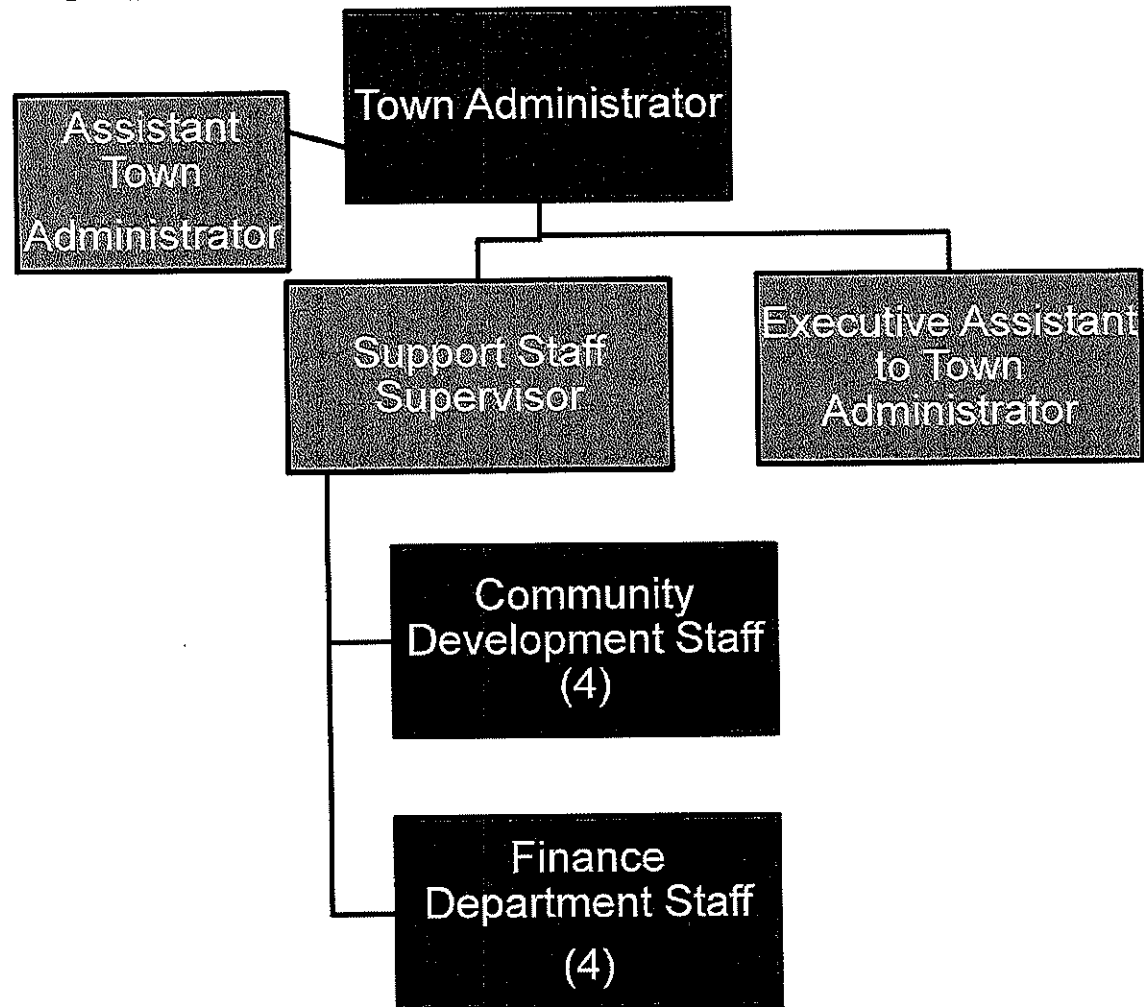 Town Administrator
Assistant
Town
Administrator
Support Staff
Supervisor
Executive Assistant
to Town
Administrator
Community
Development Staff
(4)
Finance
Department Staff
(4)